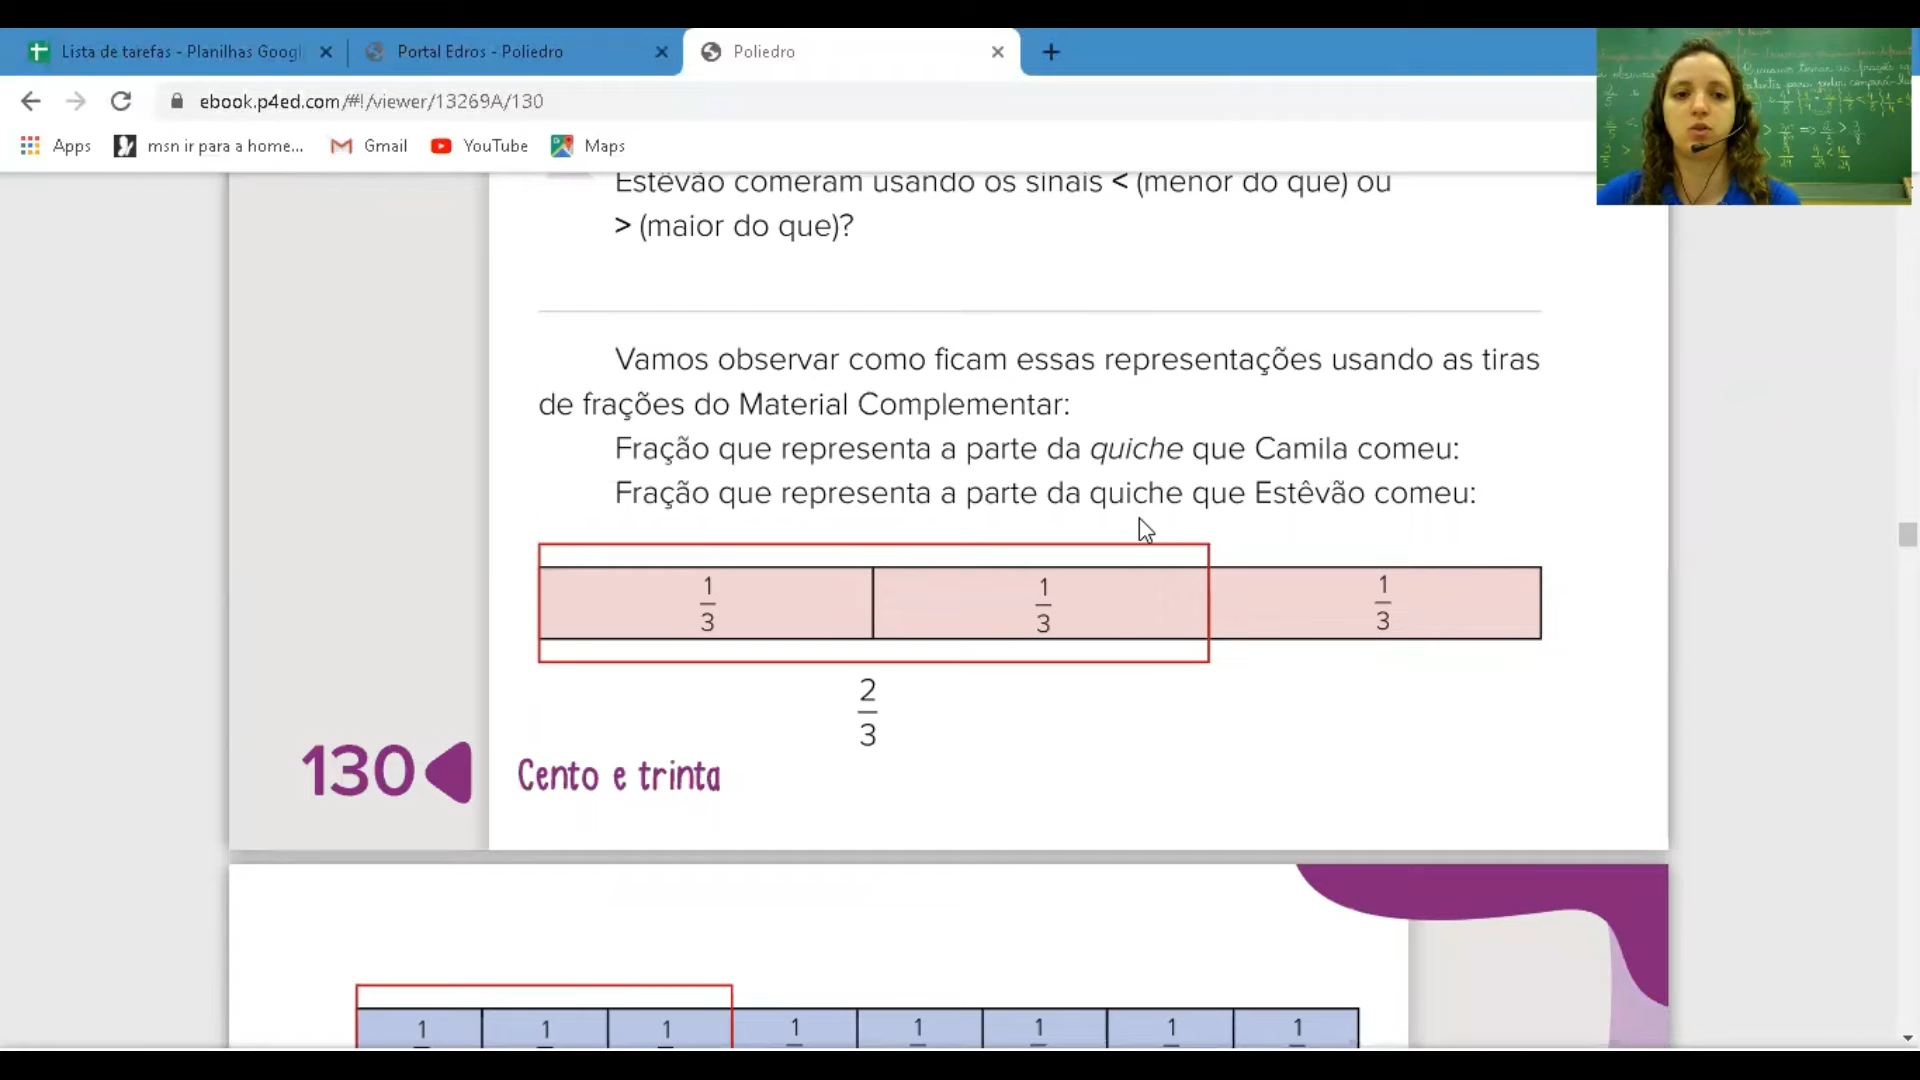 Lista de tarefas - Planilhas Googl
Portal Edros - Poliedro
Poliedro
ebook.p4ed.com/#!/viewer/13269A/130
Apps
msn ir para a home...
Gmail
YouTube
Maps
Estêvão comeram usando os sinais < (menor do que) ou
> (maior do que)?
Vamos observar como ficam essas representações usando as tiras
de frações do Material Complementar:
Fração que representa a parte da quiche que Camila comeu:
Fração que representa a parte da quiche que Estêvão comeu:
1/3 1/3 1/3
2/3
130 Cento e trinta
1 1 1 1 1 1 1 1